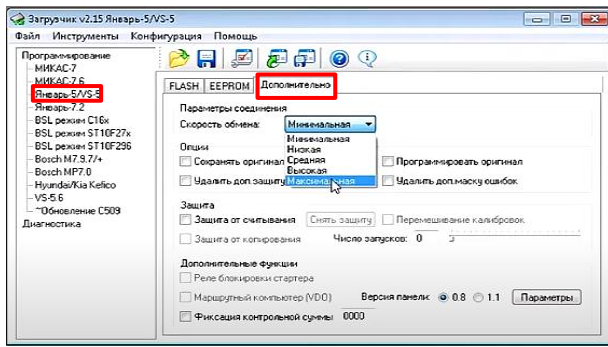 Загрузчик v2.15 Январь-5/VS-5
Файл Инструменты Конфигурация Помощь
Программирование
МИКАС-7
МИКАС-7.6
Январь-5/VS-5
Январь-7.2
BSL режим C16x
BSL режим ST10F27x
BSL режим ST10F296
Bosch M7.9.7/+
Bosch MP7.0
Hyundai/Kia Kefico
VS-5.6
~Обновление C509
Диагностика
FLASH EEPROM Дополнительно
Параметры соединения
Скорость обмена: Минимальная
Минимальная
Низкая
Средняя
Высокая
Максимальная
Опции
Сохранять оригинал Программировать оригинал
Удалить доп.защиту Удалить доп.маску ошибок
Защита
Защита от считывания Снять защиту Перемешивание калибровок
Защита от копирования Число запусков: 0
Дополнительные функции
Реле блокировки стартера
Маршрутный компьютер (VDO) Версия панели: 0.8 1.1 Параметры
Фиксация контрольной суммы 0000